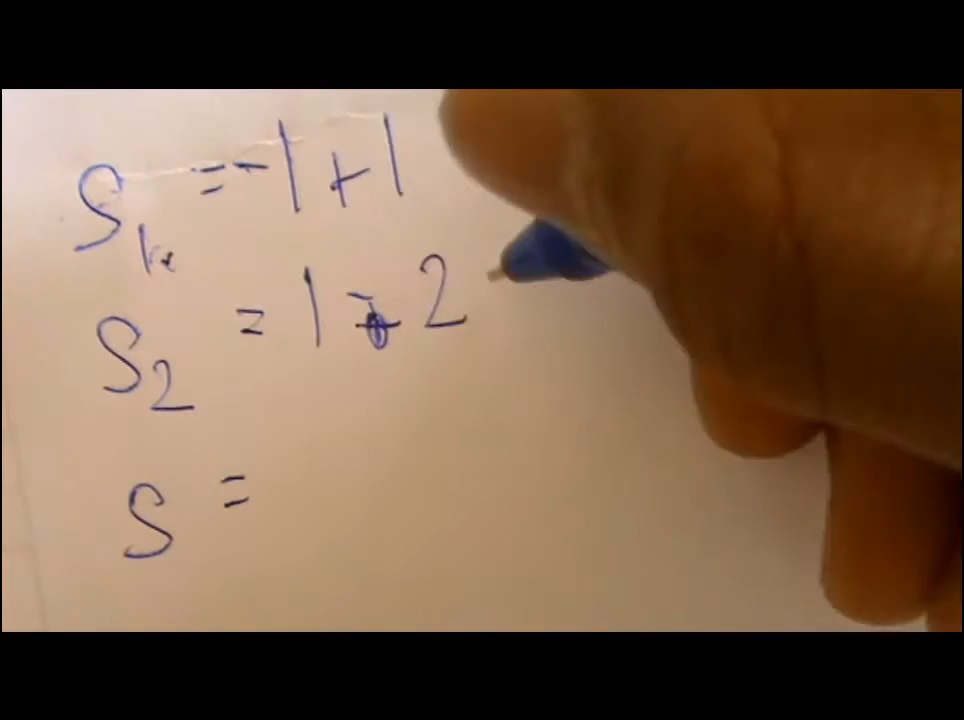 S₁ = -1+1
S₂ = 1-2
S =